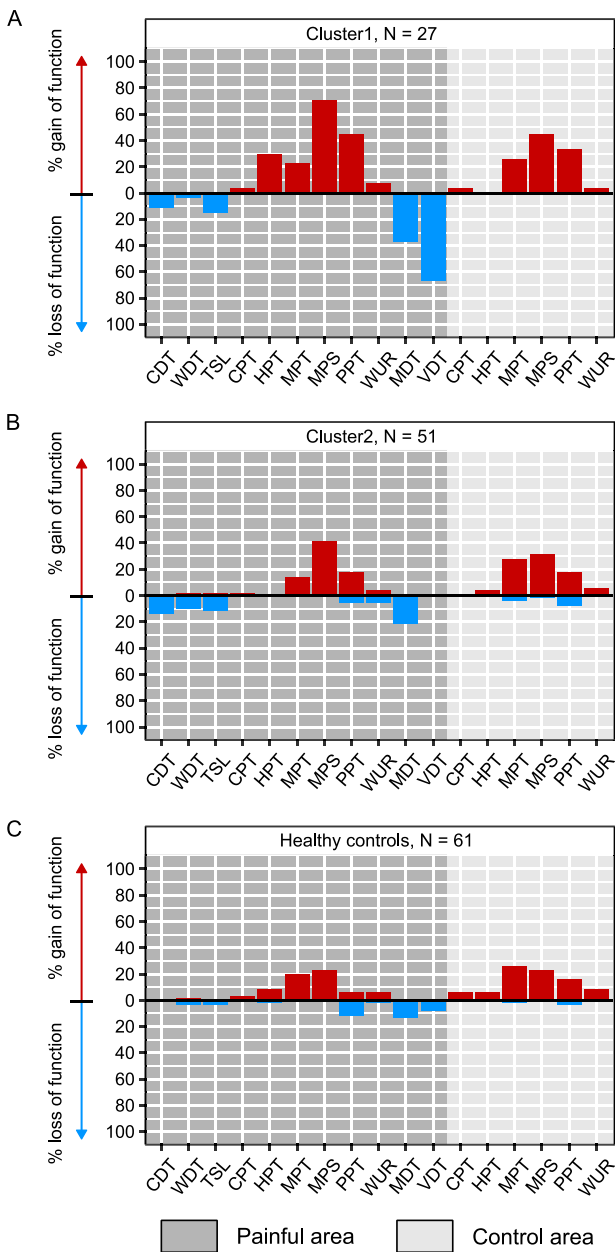 A
Cluster1, N = 27
% gain of function
% loss of function
100
80
60
40
20
0
20
40
60
80
100
CDT WDT TSL CPT HPT MPT MPS PPT WUR MDT VDT CPT HPT MPT MPS PPT WUR
B
Cluster2, N = 51
% gain of function
% loss of function
100
80
60
40
20
0
20
40
60
80
100
CDT WDT TSL CPT HPT MPT MPS PPT WUR MDT VDT CPT HPT MPT MPS PPT WUR
C
Healthy controls, N = 61
% gain of function
% loss of function
100
80
60
40
20
0
20
40
60
80
100
CDT WDT TSL CPT HPT MPT MPS PPT WUR MDT VDT CPT HPT MPT MPS PPT WUR
Painful area Control area